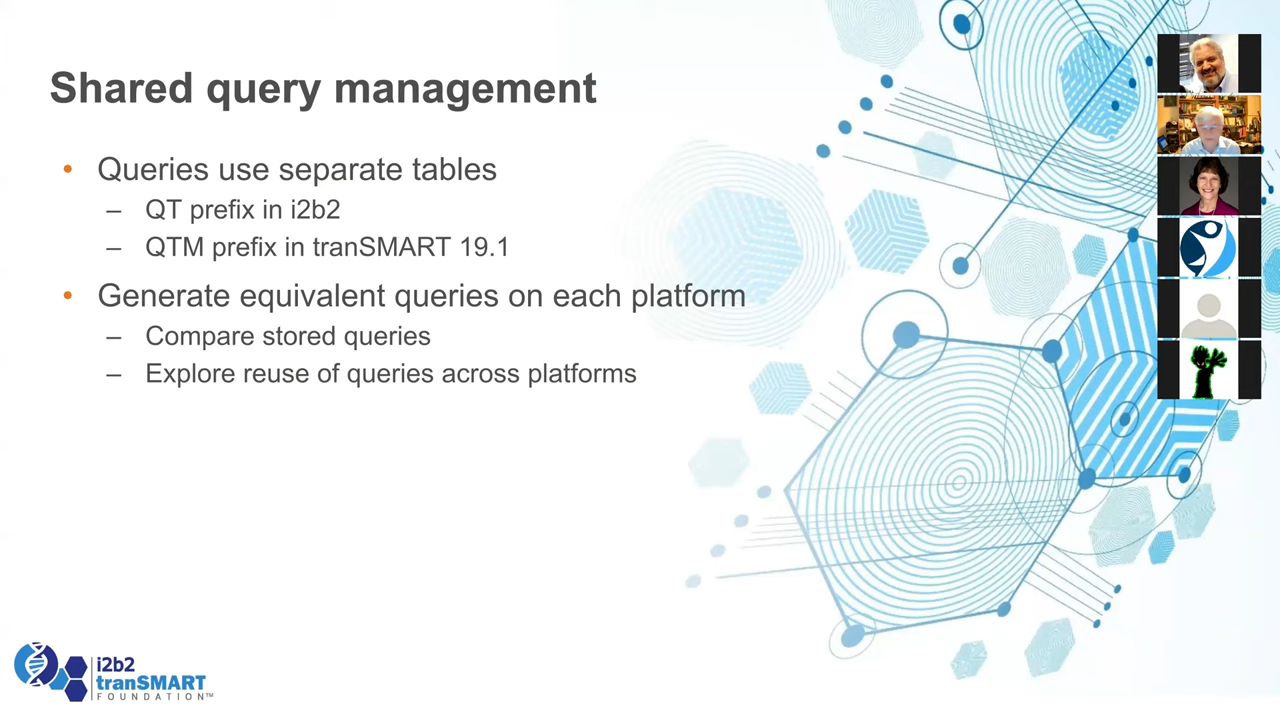 Shared query management
• Queries use separate tables
– QT prefix in i2b2
– QTM prefix in tranSMART 19.1
• Generate equivalent queries on each platform
– Compare stored queries
– Explore reuse of queries across platforms
i2b2
tranSMART
FOUNDATION™